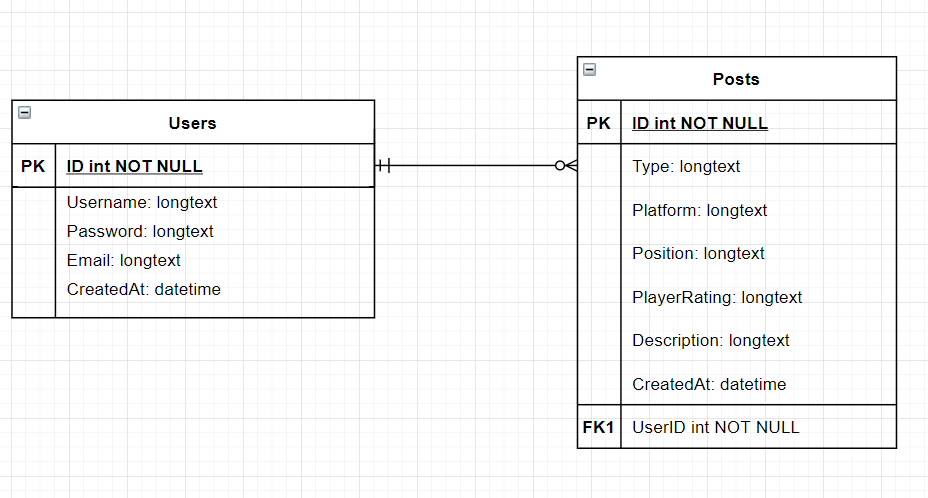 Users
PK ID int NOT NULL
Username: longtext
Password: longtext
Email: longtext
CreatedAt: datetime
Posts
PK ID int NOT NULL
Type: longtext
Platform: longtext
Position: longtext
PlayerRating: longtext
Description: longtext
CreatedAt: datetime
FK1 UserID int NOT NULL